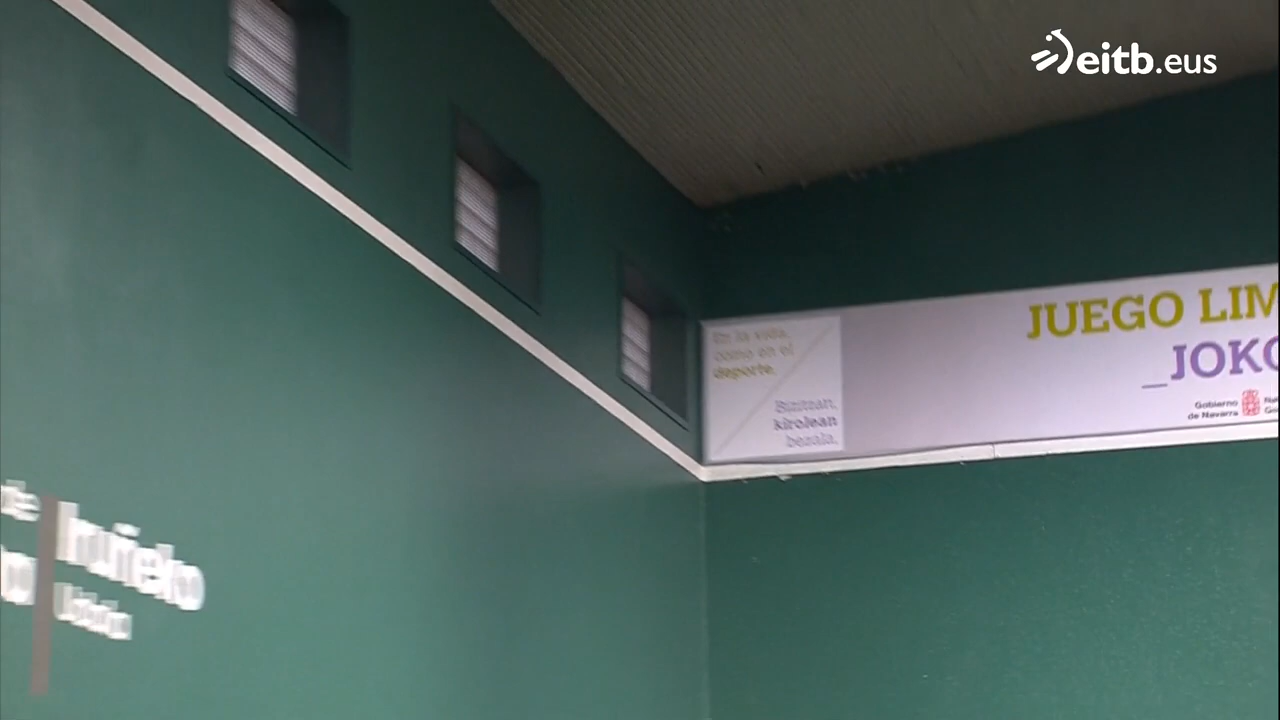 eitb.eus
JUEGO LIM
_JOKO
En la vida,
como en el
deporte.
Bizitzan,
kirolean
bezala.
Gobierno
de Navarra
de
Iruñeko